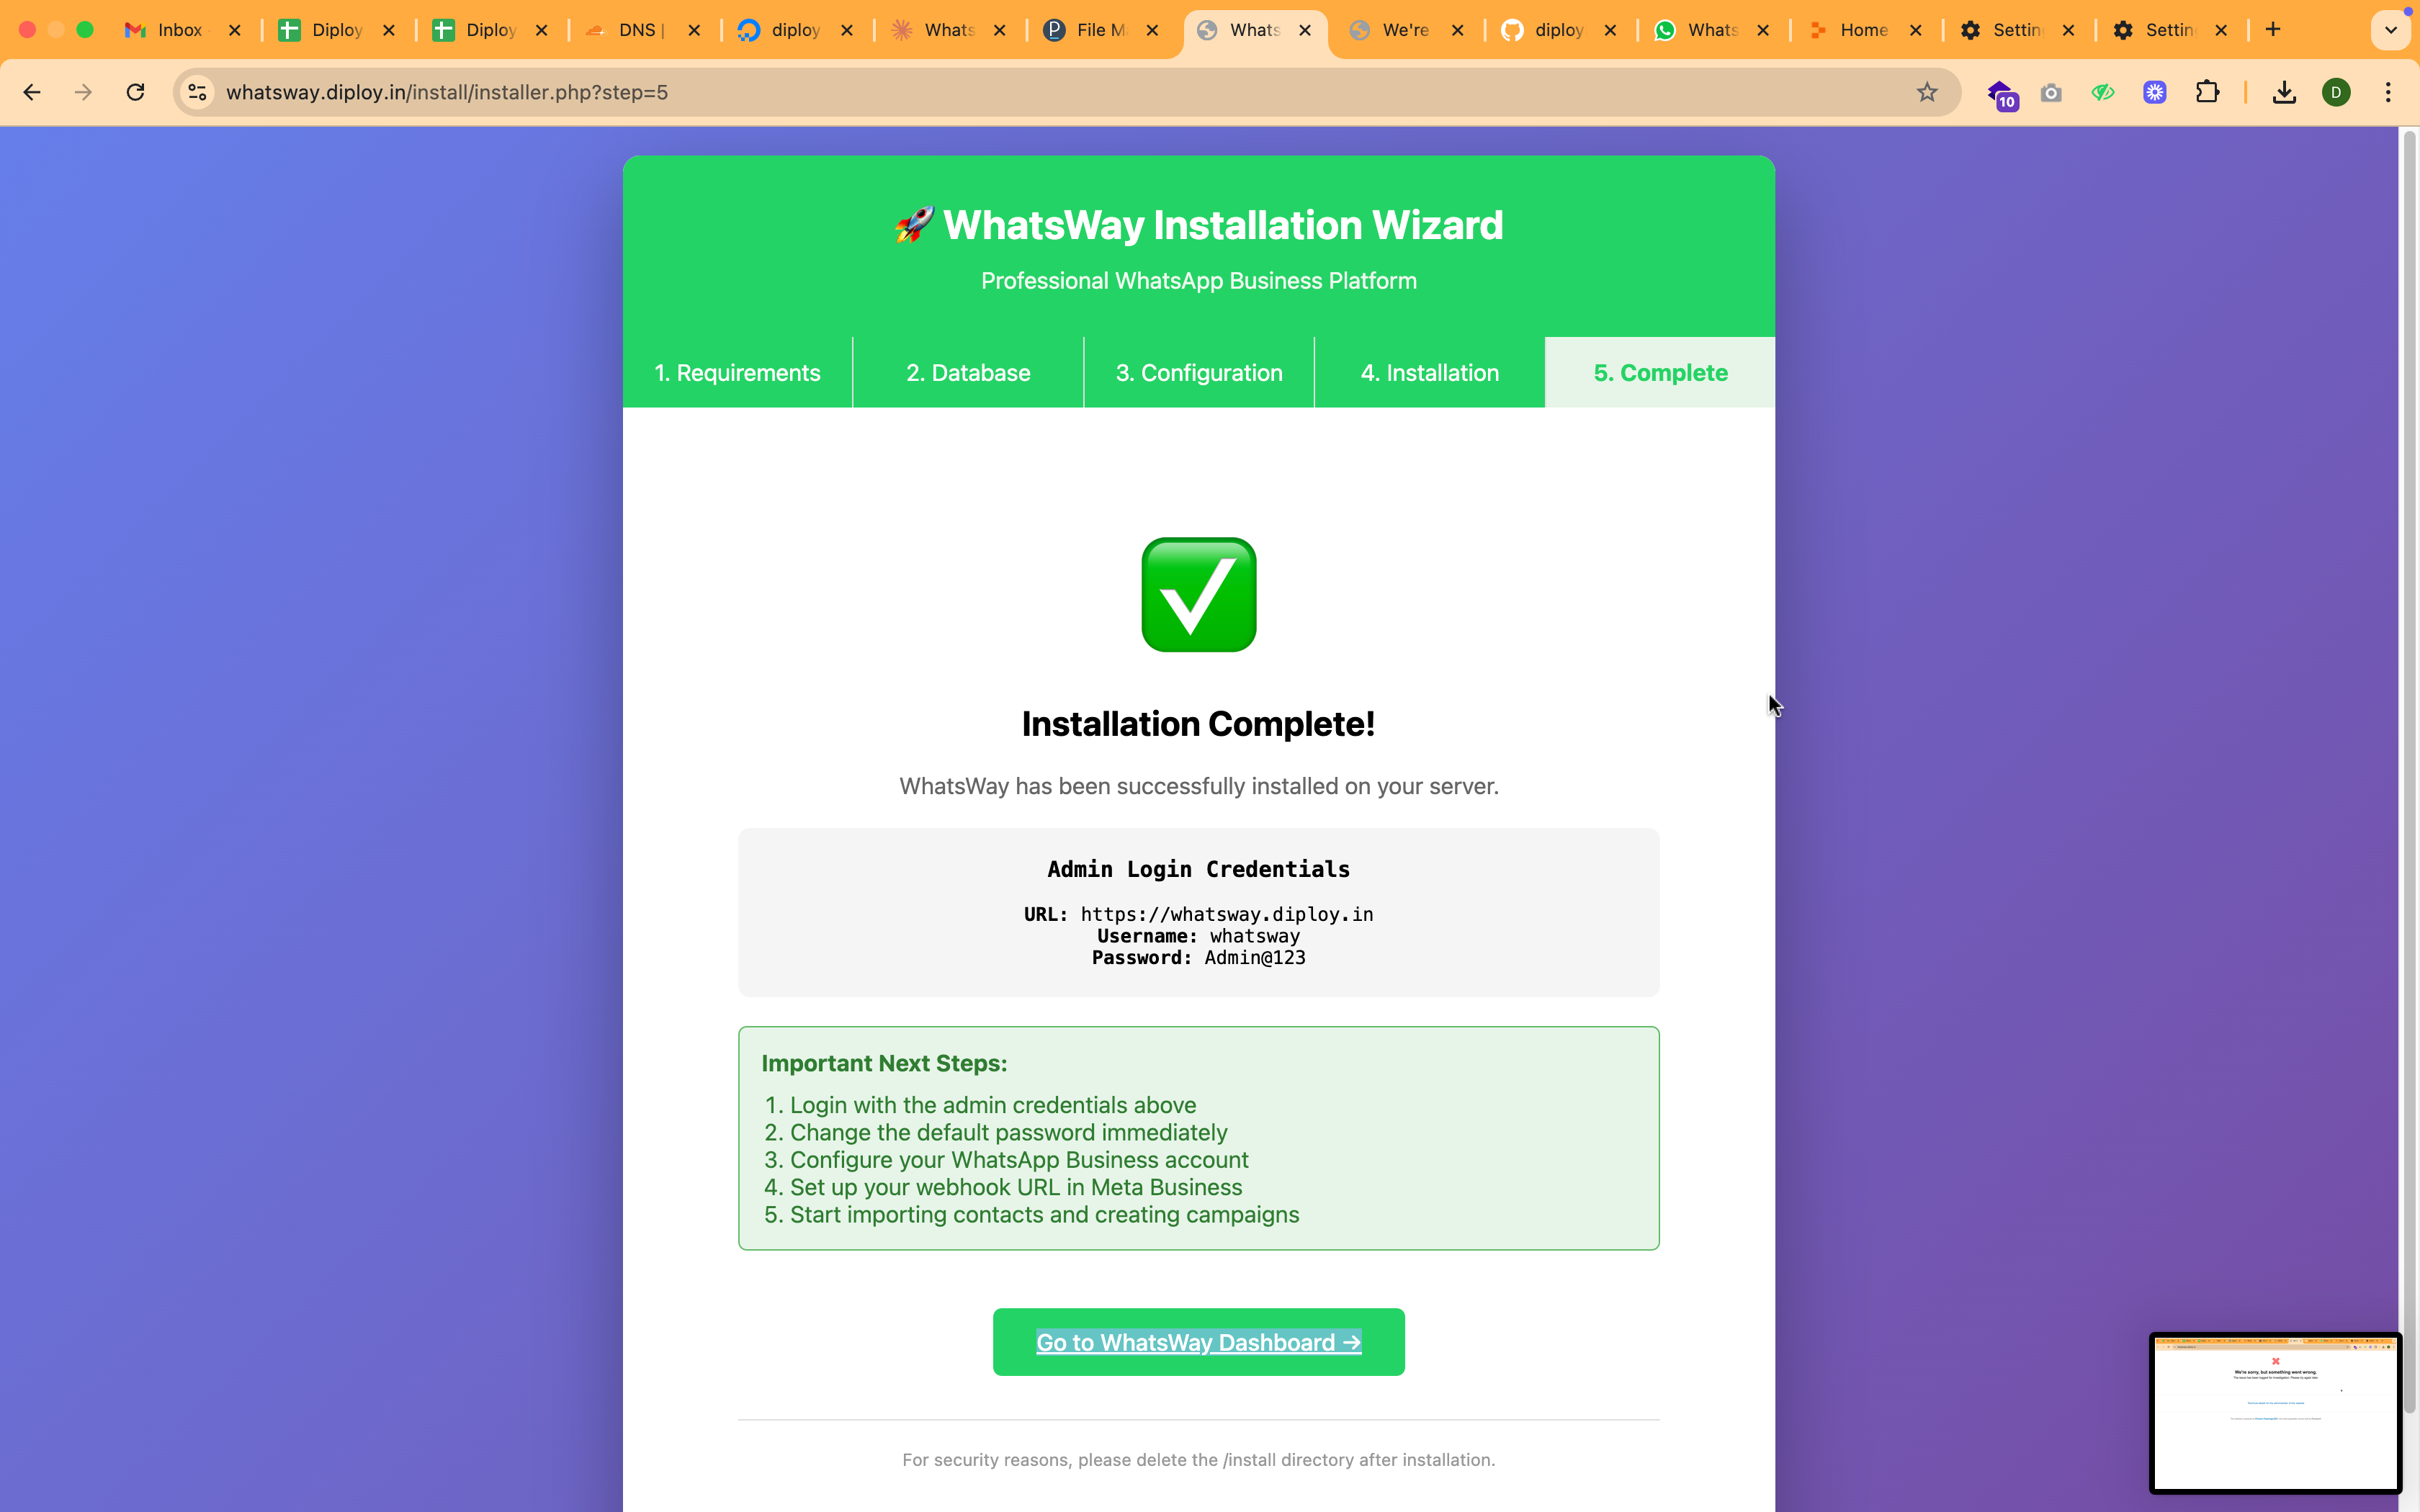 Inbox
Diploy
Diploy
DNS |
diploy
Whats
File M
Whats
We're
diploy
Whats
Home
Settin
Settin
whatsway.diploy.in/install/installer.php?step=5
10
D
🚀 WhatsWay Installation Wizard
Professional WhatsApp Business Platform
1. Requirements
2. Database
3. Configuration
4. Installation
5. Complete
Installation Complete!
WhatsWay has been successfully installed on your server.
Admin Login Credentials
URL: https://whatsway.diploy.in
Username: whatsway
Password: Admin@123
Important Next Steps:
1. Login with the admin credentials above
2. Change the default password immediately
3. Configure your WhatsApp Business account
4. Set up your webhook URL in Meta Business
5. Start importing contacts and creating campaigns
Go to WhatsWay Dashboard →
For security reasons, please delete the /install directory after installation.
We're sorry, but something went wrong.